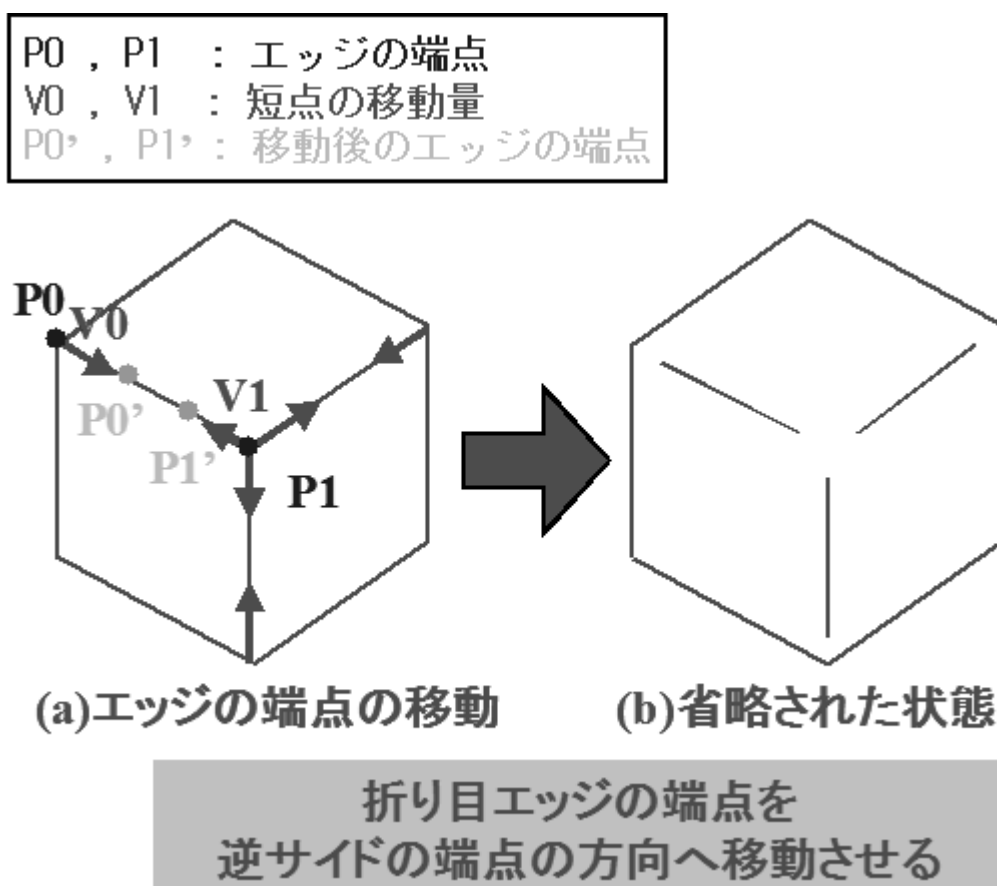 P0 , P1 : エッジの端点
V0 , V1 : 短点の移動量
P0’ , P1’ : 移動後のエッジの端点
P0
V0
V1
P0’
P1’
P1
(a)エッジの端点の移動
(b)省略された状態
折り目エッジの端点を
逆サイドの端点の方向へ移動させる